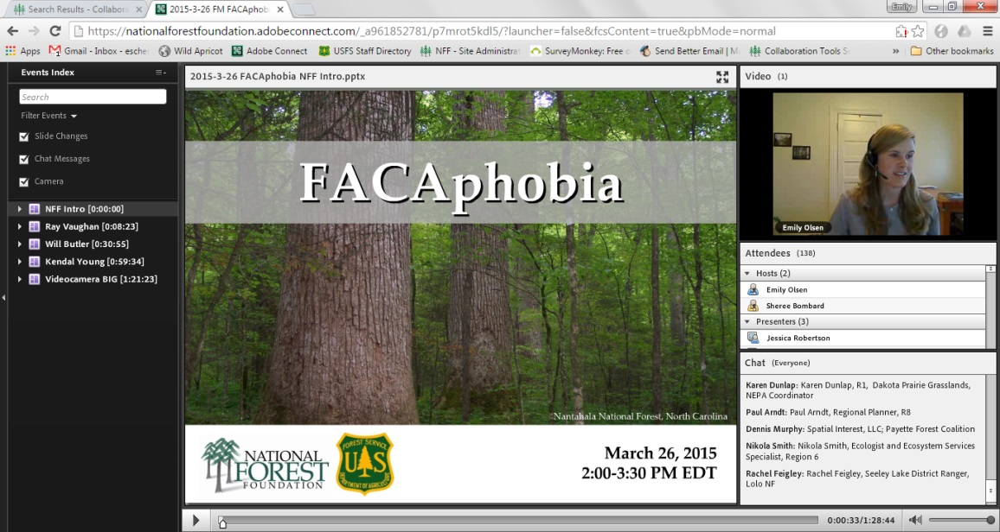 Search Results - Collabora
2015-3-26 FM FACAphob
Emily
https://nationalforestfoundation.adobeconnect.com/_a961852781/p7mrot5kdl5/?launcher=false&fcsContent=true&pbMode=normal
Apps
Gmail - Inbox - esche
Wild Apricot
Adobe Connect
USFS Staff Directory
NFF - Site Administrat
SurveyMonkey: Free
Send Better Email | M
Collaboration Tools S
»
Other bookmarks
Events Index
Search
Filter Events
Slide Changes
Chat Messages
Camera
NFF Intro [0:00:00]
Ray Vaughan [0:08:23]
Will Butler [0:30:55]
Kendal Young [0:59:34]
Videocamera BIG [1:21:23]
2015-3-26 FACAphobia NFF Intro.pptx
FACAphobia
Nantahala National Forest, North Carolina
NATIONAL
FOREST
FOUNDATION
FOREST SERVICE
U S
DEPARTMENT OF AGRICULTURE
March 26, 2015
2:00-3:30 PM EDT
Video (1)
Emily Olsen
Attendees (138)
Hosts (2)
Emily Olsen
Sheree Bombard
Presenters (3)
Jessica Robertson
Chat (Everyone)
Karen Dunlap: Karen Dunlap, R1, Dakota Prairie Grasslands,
NEPA Coordinator
Paul Arndt: Paul Arndt, Regional Planner, R8
Dennis Murphy: Spatial Interest, LLC; Payette Forest Coalition
Nikola Smith: Nikola Smith, Ecologist and Ecosystem Services
Specialist, Region 6
Rachel Feigley: Rachel Feigley, Seeley Lake District Ranger,
Lolo NF
0:00:33/1:28:44